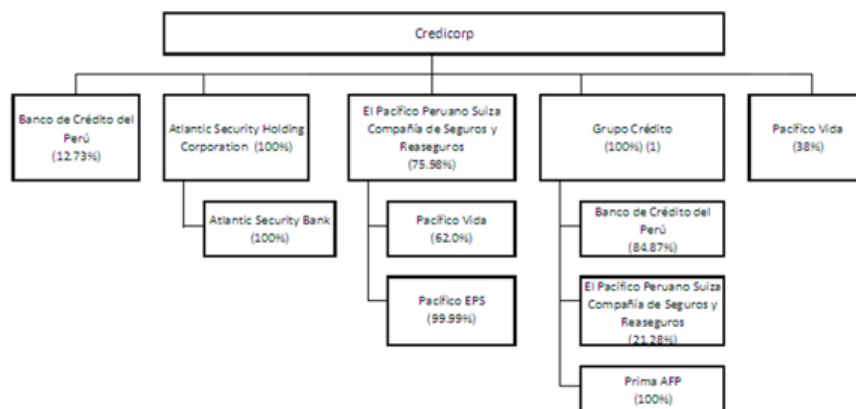 Credicorp
Banco de Crédito del
Perú
(12.73%)
Atlantic Security Holding
Corporation (100%)
El Pacífico Peruano Suiza
Compañía de Seguros y
Reaseguros
(75.98%)
Grupo Crédito
(100%) (1)
Pacífico Vida
(38%)
Atlantic Security Bank
(100%)
Pacífico Vida
(62.0%)
Pacífico EPS
(99.99%)
Banco de Crédito del
Perú
(84.87%)
El Pacífico Peruano Suiza
Compañía de Seguros y
Reaseguros
(21.28%)
Prima AFP
(100%)